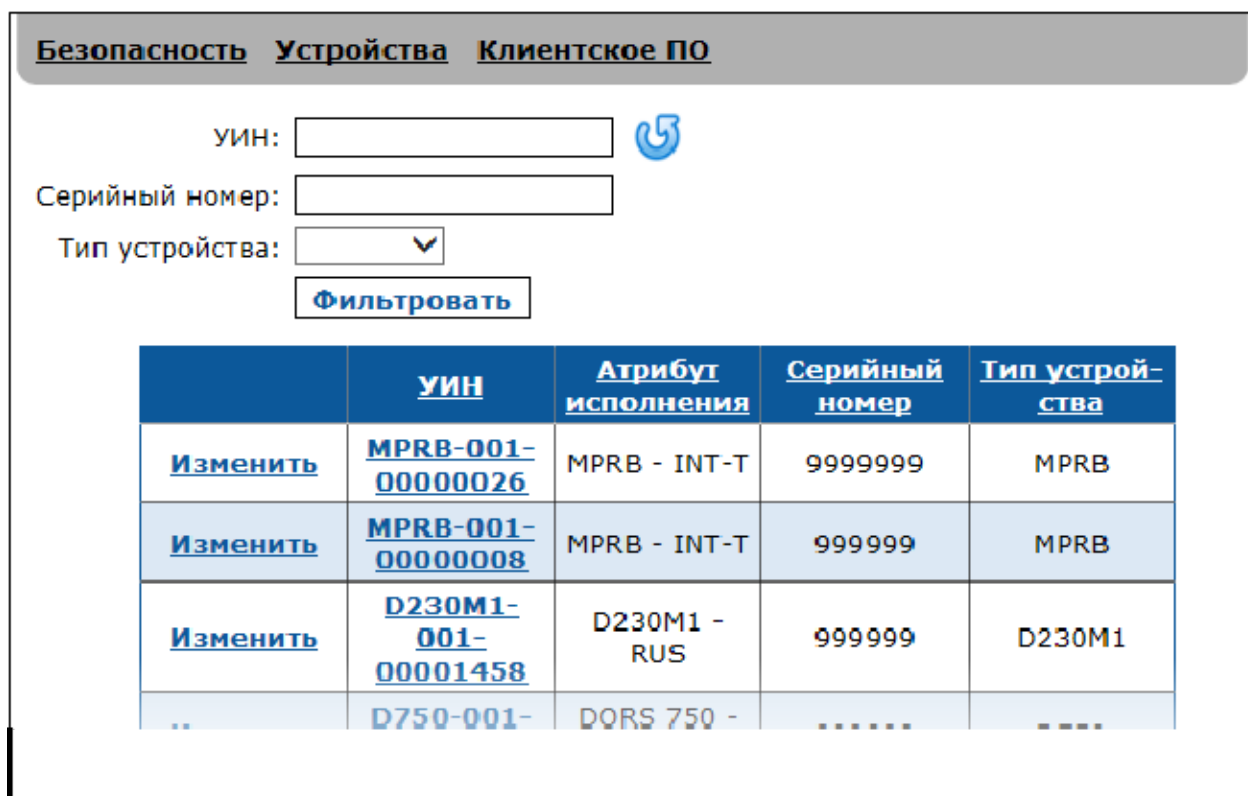 Безопасность Устройства Клиентское ПО
УИН:
Серийный номер:
Тип устройства:
Фильтровать
УИН Атрибут исполнения Серийный номер Тип устрой-ства
Изменить MPRB-001-00000026 MPRB - INT-T 9999999 MPRB
Изменить MPRB-001-00000008 MPRB - INT-T 999999 MPRB
Изменить D230M1-001-00001458 D230M1 - RUS 999999 D230M1
D750-001- DORS 750 -